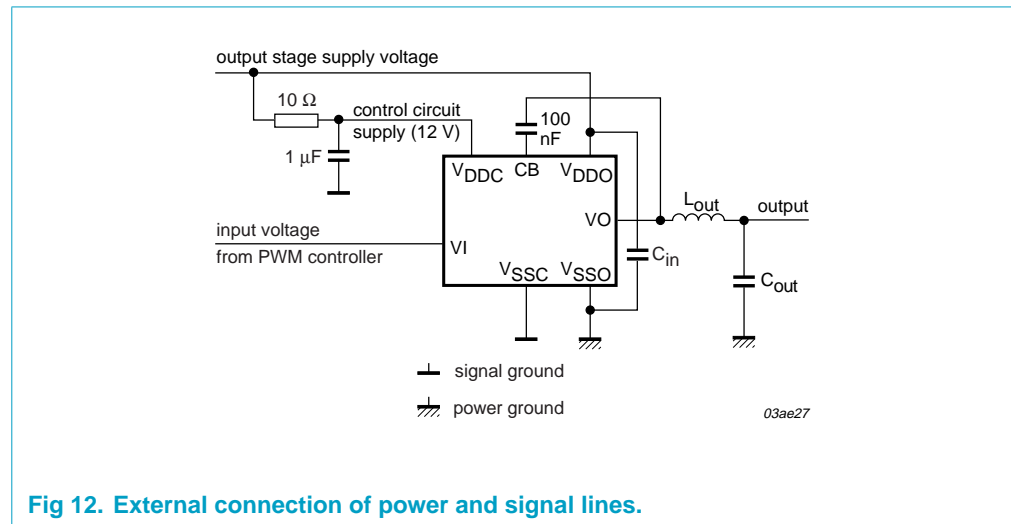 output stage supply voltage
10 Ω
control circuit
supply (12 V)
1 μF
100
nF
VDDC
CB
VDDO
VO
Lout
output
input voltage
from PWM controller
VI
VSSC
VSSO
Cin
Cout
signal ground
power ground
03ae27
Fig 12. External connection of power and signal lines.